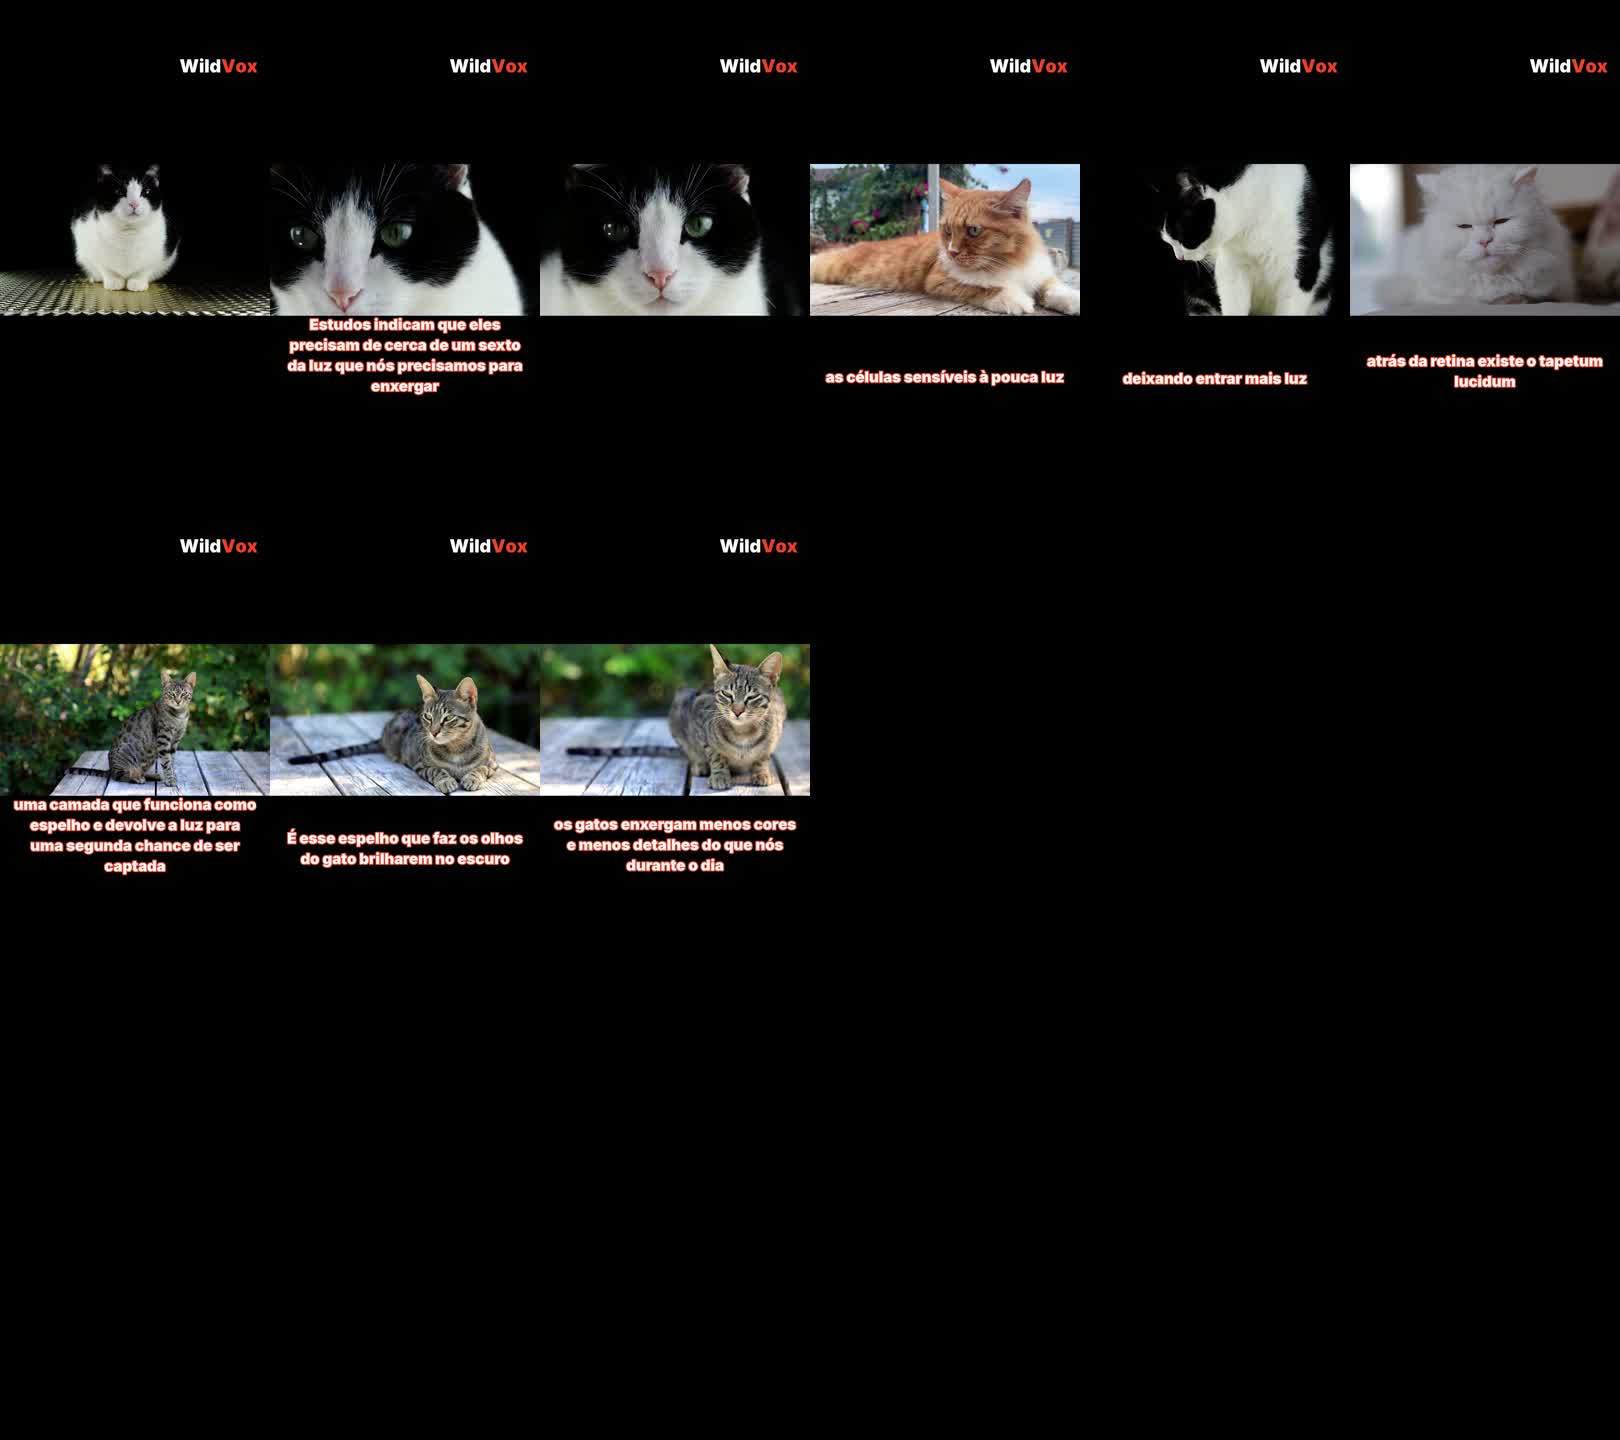 WildVox
WildVox
WildVox
WildVox
WildVox
WildVox
Estudos indicam que eles
precisam de cerca de um sexto
da luz que nós precisamos para
enxergar
as células sensíveis à pouca luz
deixando entrar mais luz
atrás da retina existe o tapetum
lucidum
WildVox
WildVox
WildVox
uma camada que funciona como
espelho e devolve a luz para
uma segunda chance de ser
captada
É esse espelho que faz os olhos
do gato brilharem no escuro
os gatos enxergam menos cores
e menos detalhes do que nós
durante o dia